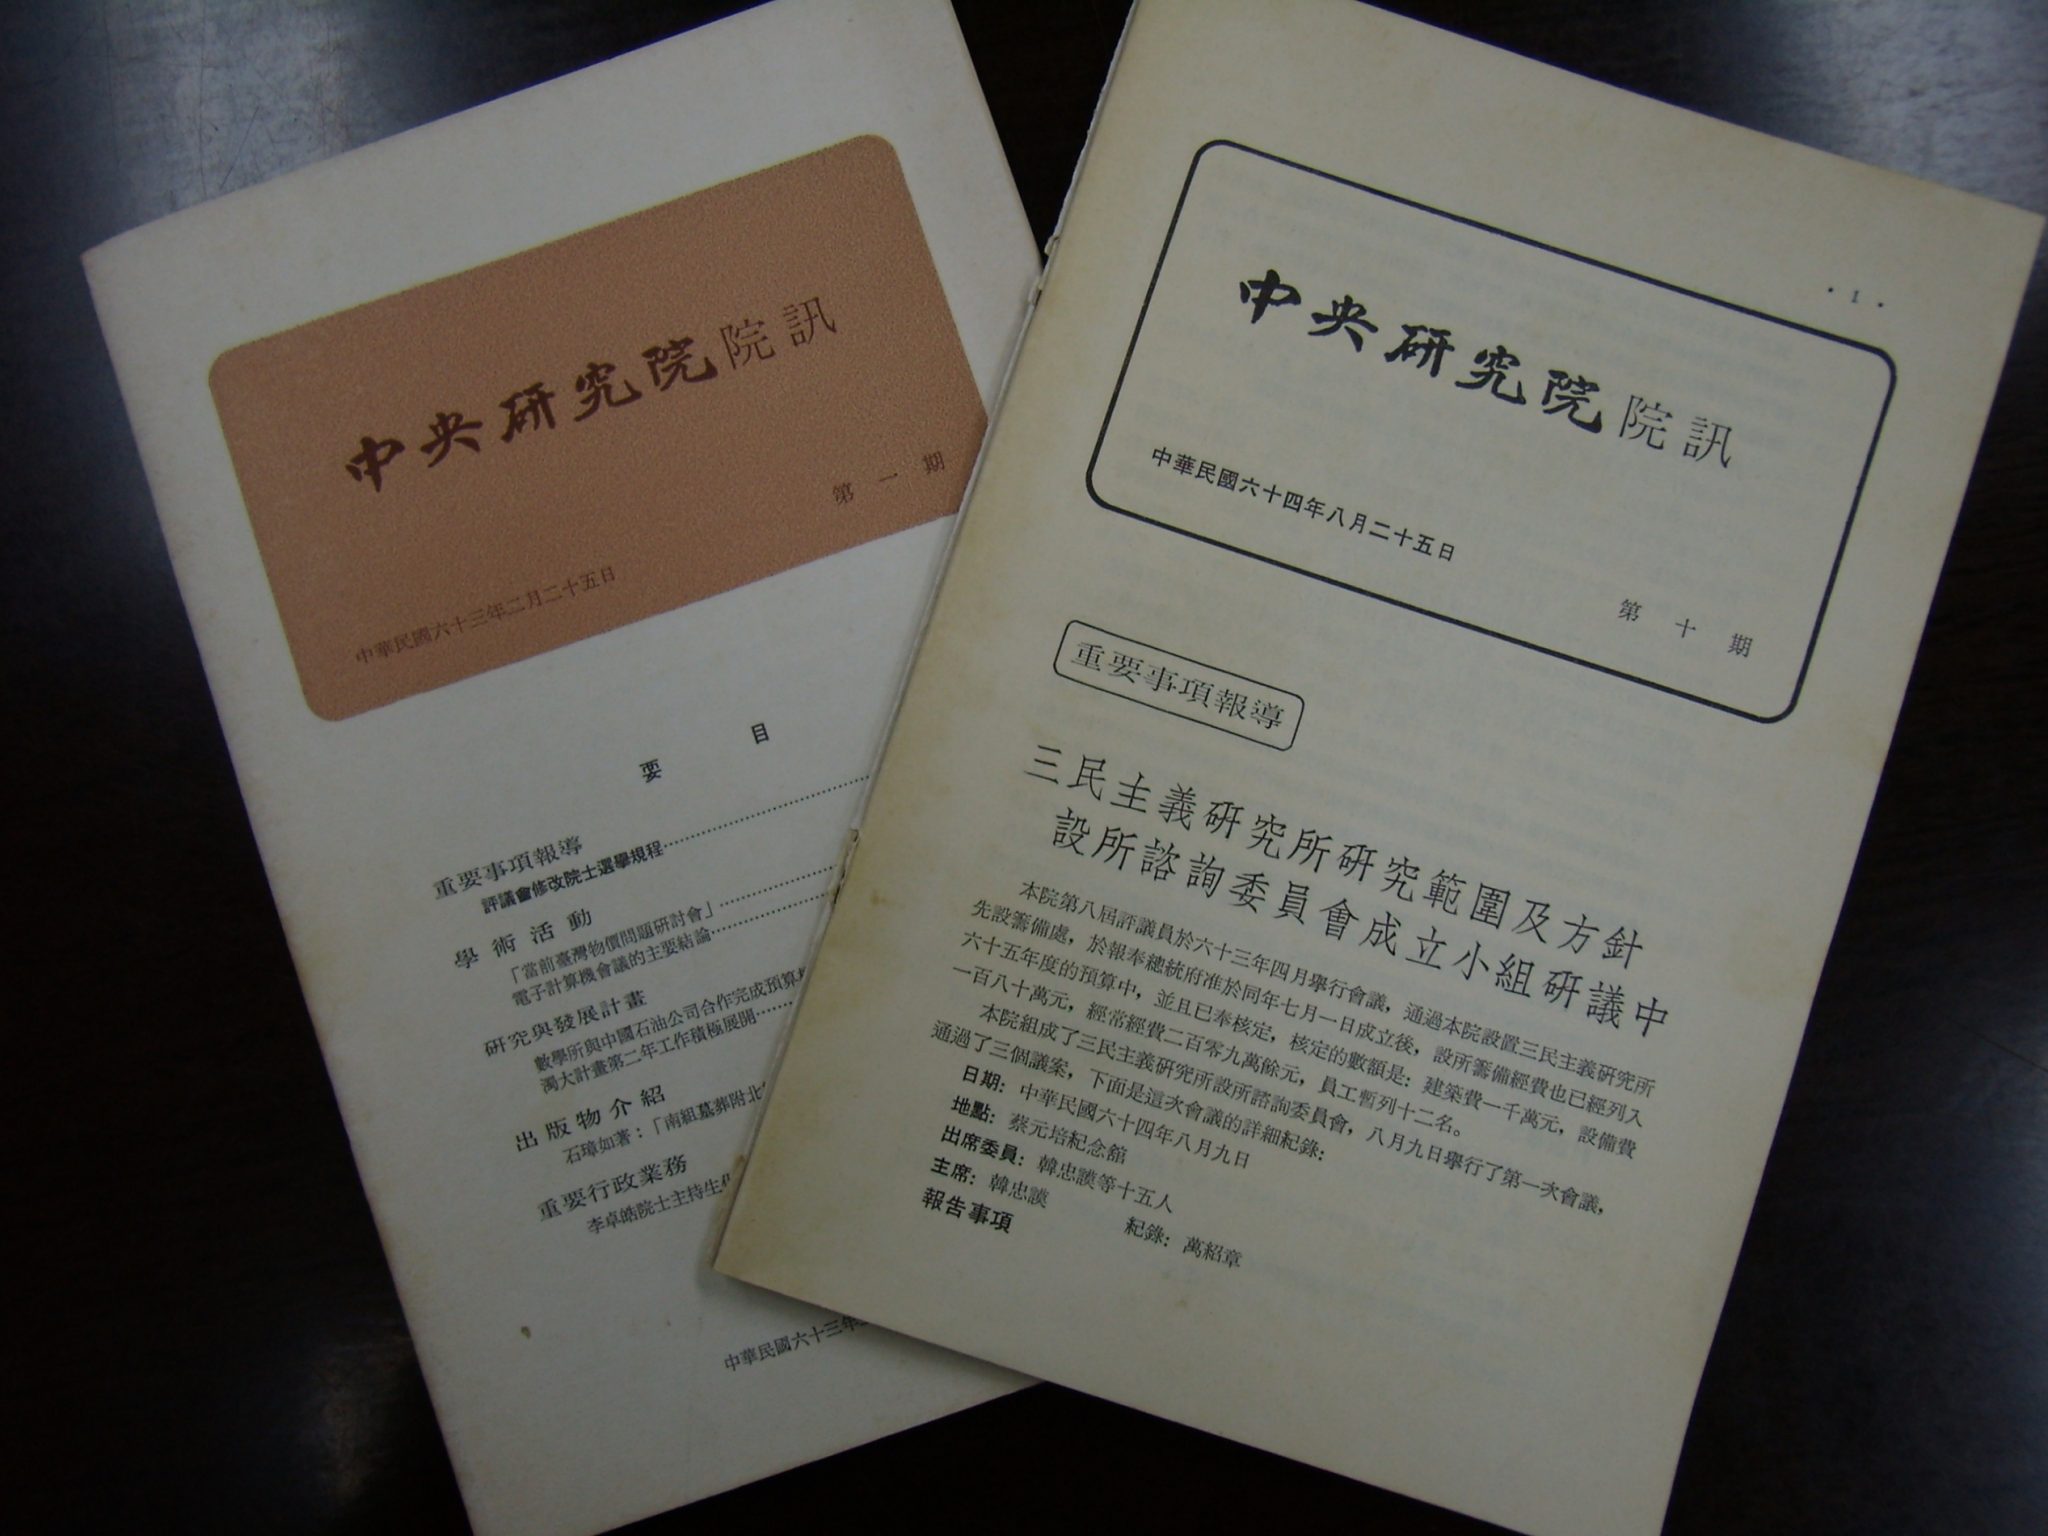 中央研究院院訊
第一期
中華民國六十三年二月二十五日
要目
重要事項報導
評議會修改院士選舉規程
學術活動
「當前臺灣物價問題研討會」
電子計算機會議的主要結論
研究與發展計畫
數學所與中國石油公司合作完成預算
濁大計畫第二年工作積極展開
出版物介紹
石璋如著：「南組墓葬附北
重要行政業務
李卓皓院士主持生
中華民國六十三年
·1·
中央研究院院訊
中華民國六十四年八月二十五日
第十期
重要事項報導
三民主義研究所研究範圍及方針
設所諮詢委員會成立小組研議中
本院第八屆評議員於六十三年四月舉行會議，通過本院設置三民主義研究所
先設籌備處，於報奉總統府准於同年七月一日成立後，設所籌備經費也已經列入
六十五年度的預算中，並且已奉核定，核定的數額是：建築費一千萬元，設備費
一百八十萬元，經常經費二百零九萬餘元，員工暫列十二名。
本院組成了三民主義研究所設所諮詢委員會，八月九日舉行了第一次會議，
通過了三個議案，下面是這次會議的詳細紀錄：
日期：中華民國六十四年八月九日
地點：蔡元培紀念館
出席委員：韓忠謨等十五人
主席：韓忠謨 紀錄：萬紹章
報告事項